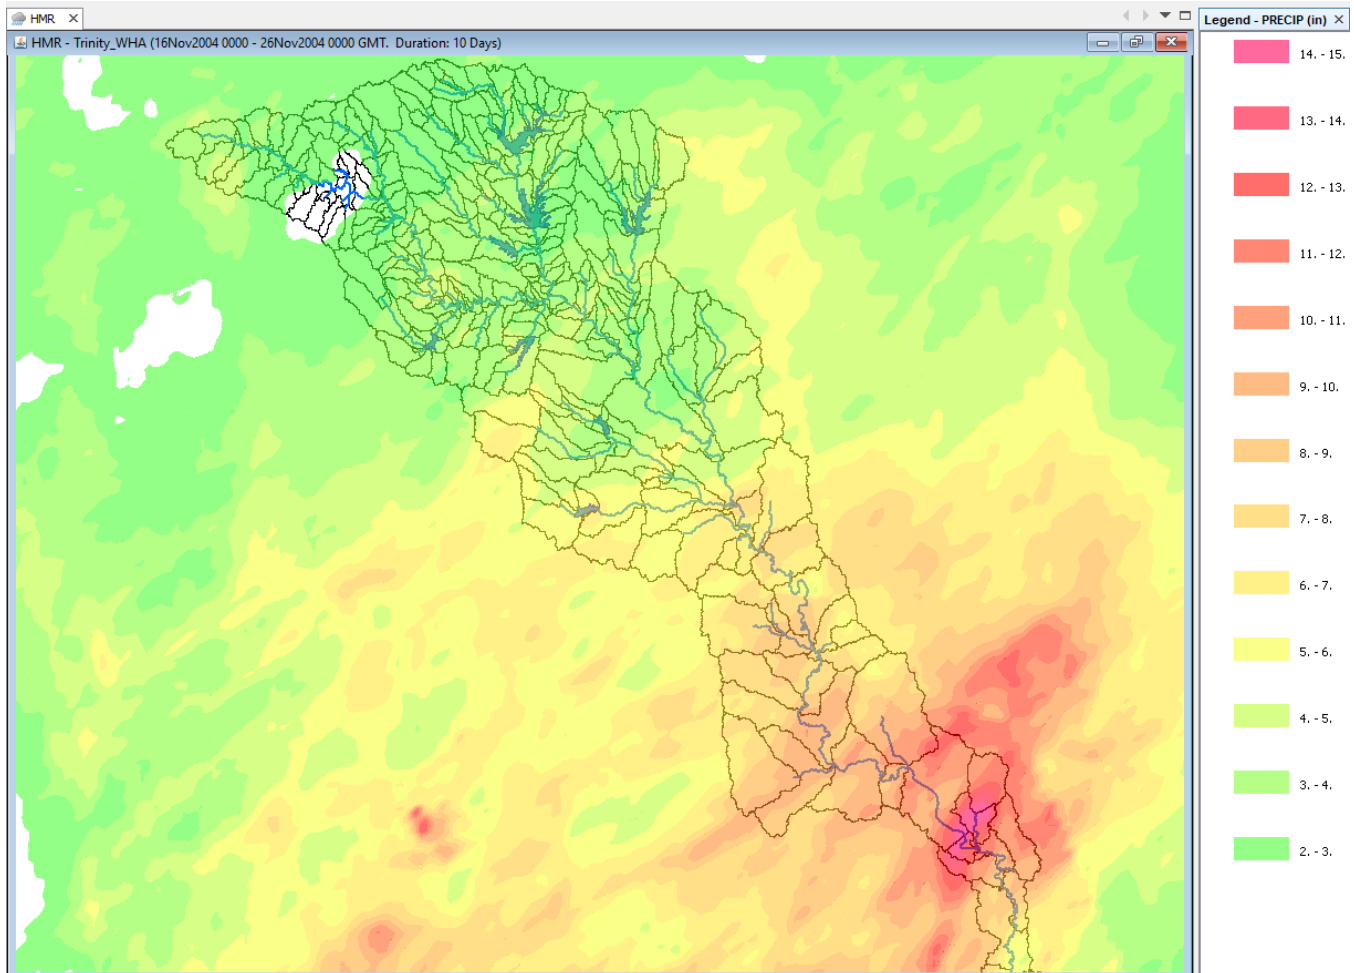 HMR
HMR - Trinity_WHA (16Nov2004 0000 - 26Nov2004 0000 GMT. Duration: 10 Days)
Legend - PRECIP (in)
14. - 15.
13. - 14.
12. - 13.
11. - 12.
10. - 11.
9. - 10.
8. - 9.
7. - 8.
6. - 7.
5. - 6.
4. - 5.
3. - 4.
2. - 3.